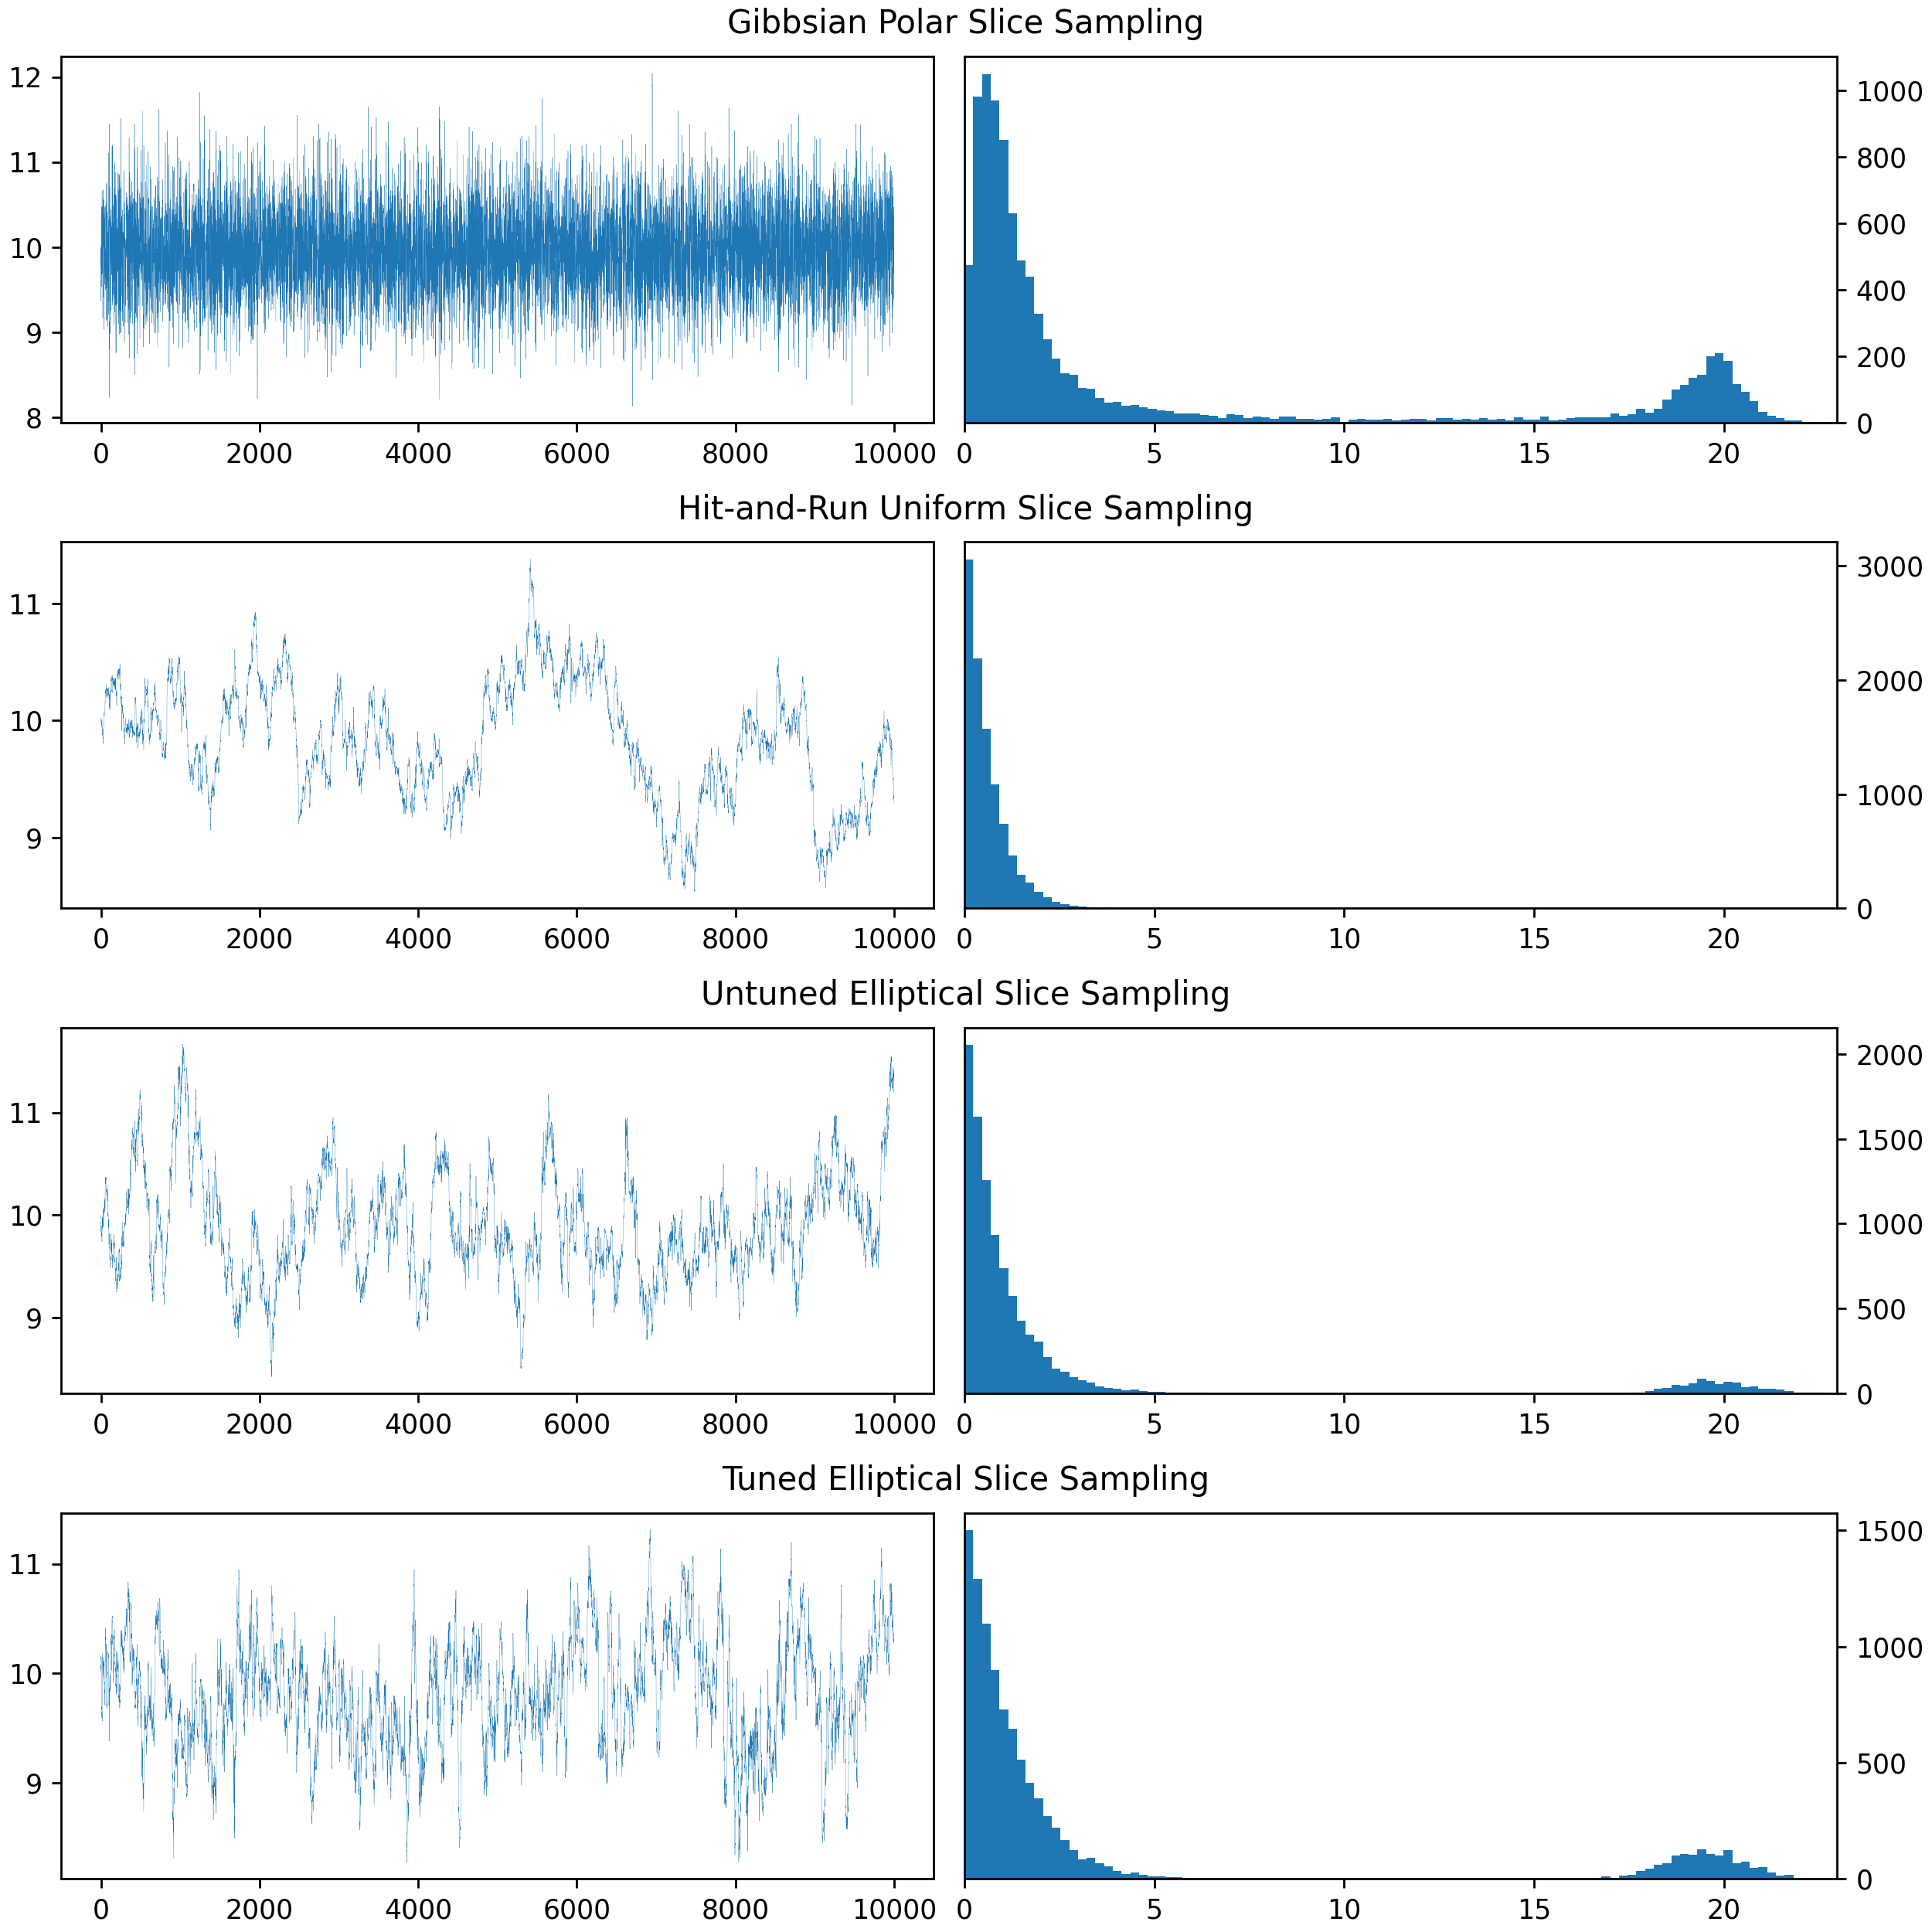 Gibbsian Polar Slice Sampling
12 11 10 9 8
1000 800 600 400 200 0
0 2000 4000 6000 8000 10000
0 5 10 15 20
Hit-and-Run Uniform Slice Sampling
11 10 9
3000 2000 1000 0
0 2000 4000 6000 8000 10000
0 5 10 15 20
Untuned Elliptical Slice Sampling
11 10 9
2000 1500 1000 500 0
0 2000 4000 6000 8000 10000
0 5 10 15 20
Tuned Elliptical Slice Sampling
11 10 9
1500 1000 500 0
0 2000 4000 6000 8000 10000
0 5 10 15 20